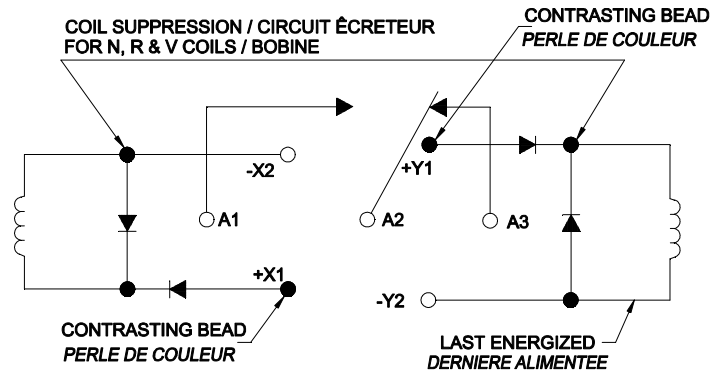 COIL SUPPRESSION / CIRCUIT ÊCRETEUR
FOR N, R & V COILS / BOBINE
CONTRASTING BEAD
PERLE DE COULEUR
-X2
+Y1
A1
A2
A3
+X1
-Y2
CONTRASTING BEAD
PERLE DE COULEUR
LAST ENERGIZED
DERNIERE ALIMENTEE